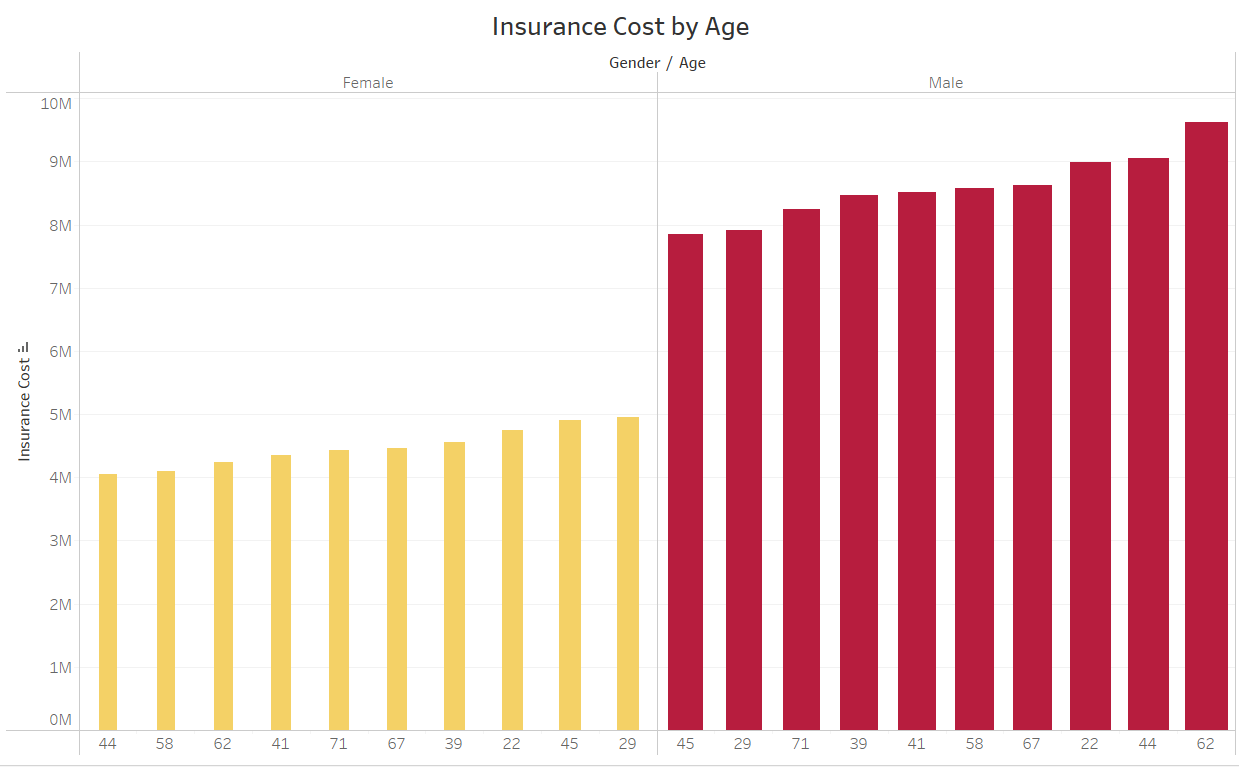 Insurance Cost by Age
Gender / Age
Female
Male
Insurance Cost
10M
9M
8M
7M
6M
5M
4M
3M
2M
1M
0M
44 58 62 41 71 67 39 22 45 29 45 29 71 39 41 58 67 22 44 62